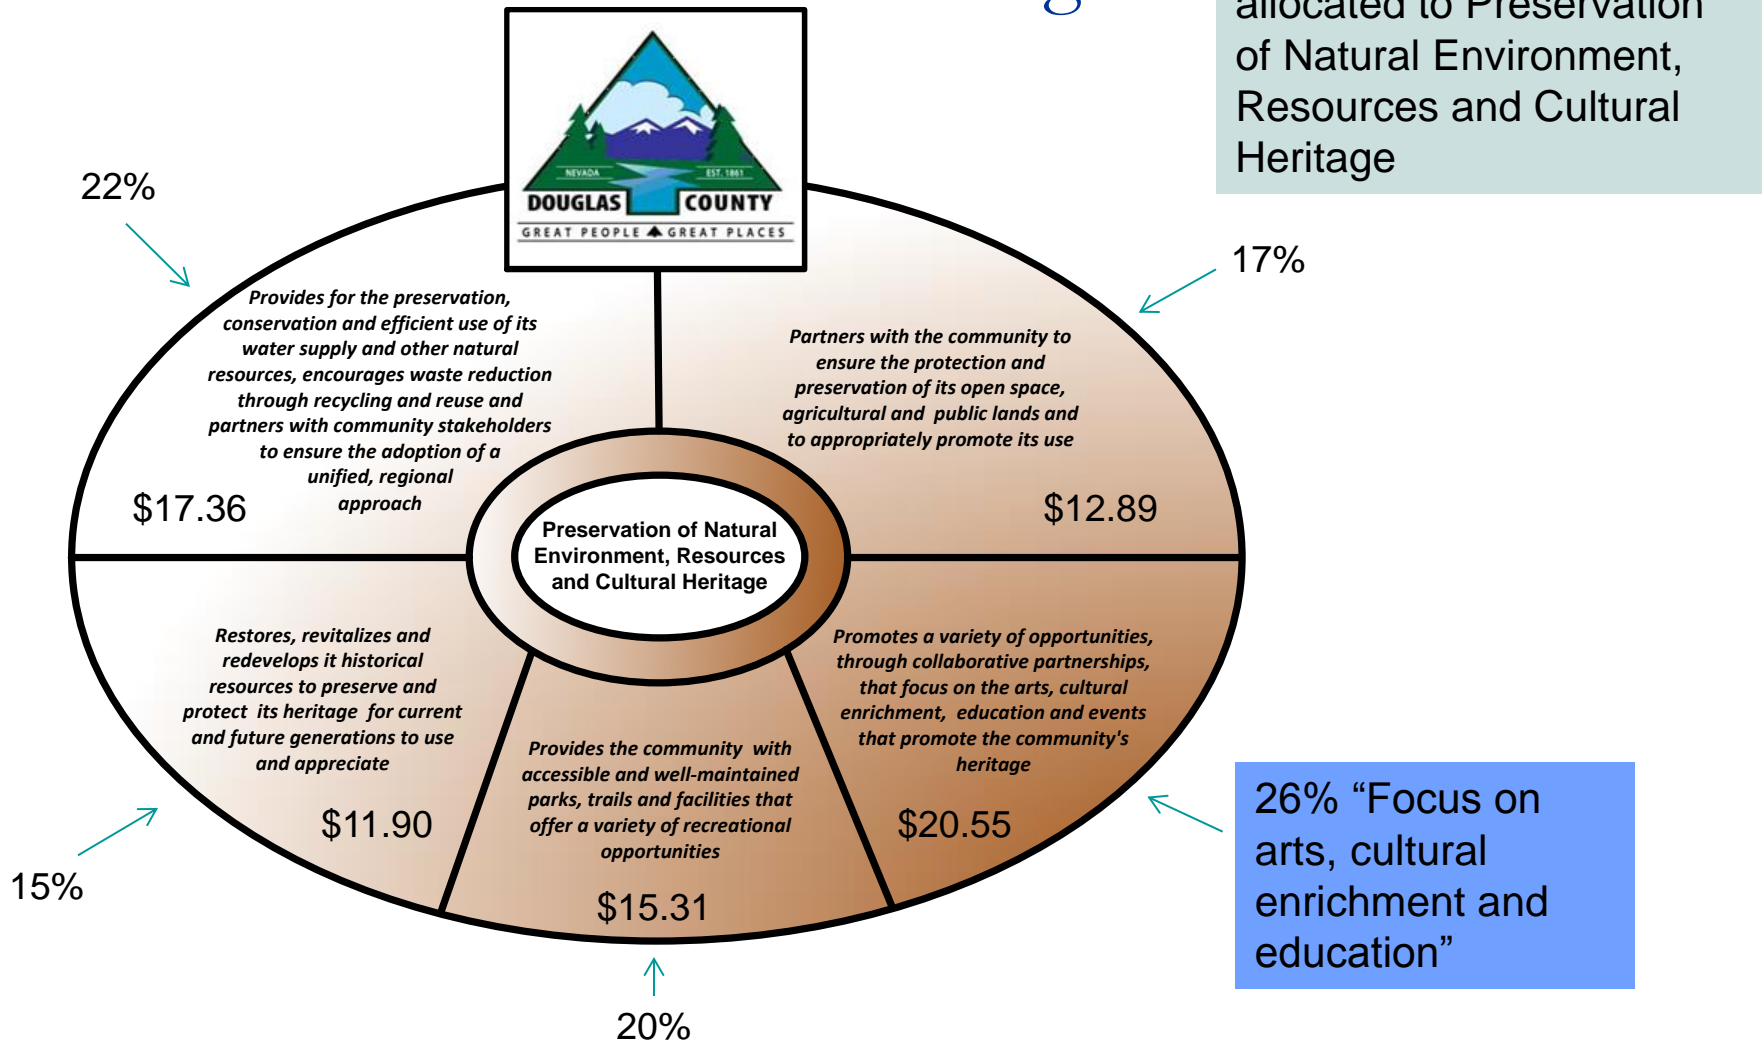 allocated to Preservation
of Natural Environment,
Resources and Cultural
Heritage
NEVADA
EST. 1861
DOUGLAS COUNTY
GREAT PEOPLE GREAT PLACES
22%
17%
Provides for the preservation,
conservation and efficient use of its
water supply and other natural
resources, encourages waste reduction
through recycling and reuse and
partners with community stakeholders
to ensure the adoption of a
unified, regional
approach
$17.36
Partners with the community to
ensure the protection and
preservation of its open space,
agricultural and public lands and
to appropriately promote its use
$12.89
Preservation of Natural
Environment, Resources
and Cultural Heritage
Restores, revitalizes and
redevelops it historical
resources to preserve and
protect its heritage for current
and future generations to use
and appreciate
$11.90
15%
Provides the community with
accessible and well-maintained
parks, trails and facilities that
offer a variety of recreational
opportunities
$15.31
20%
Promotes a variety of opportunities,
through collaborative partnerships,
that focus on the arts, cultural
enrichment, education and events
that promote the community's
heritage
$20.55
26% “Focus on
arts, cultural
enrichment and
education”